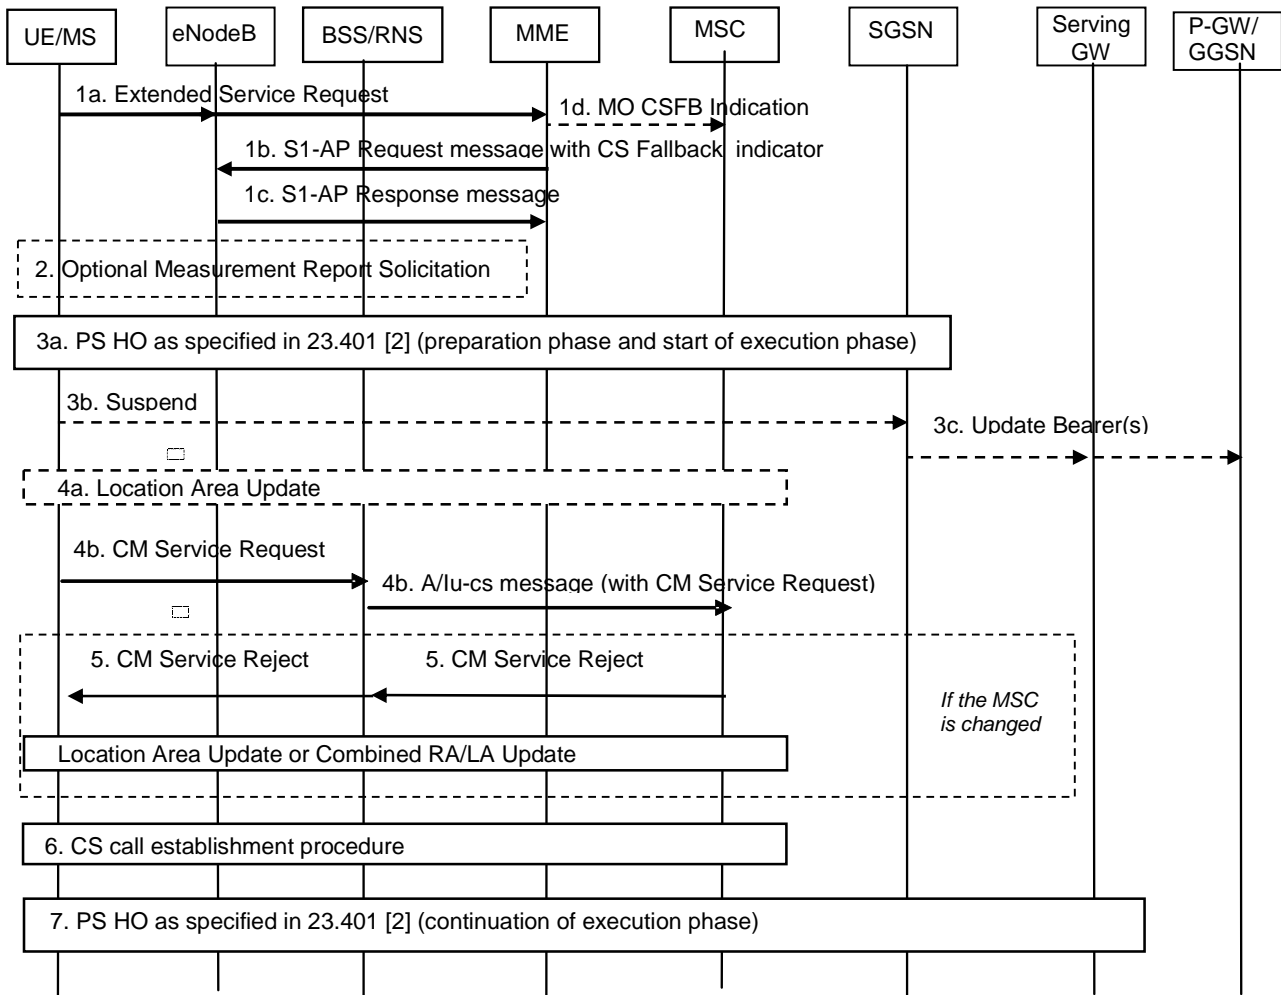 UE/MS
eNodeB
BSS/RNS
MME
MSC
SGSN
Serving
GW
P-GW/
GGSN
1a. Extended Service Request
1d. MO CSFB Indication
1b. S1-AP Request message with CS Fallback indicator
1c. S1-AP Response message
2. Optional Measurement Report Solicitation
3a. PS HO as specified in 23.401 [2] (preparation phase and start of execution phase)
3b. Suspend
3c. Update Bearer(s)
4a. Location Area Update
4b. CM Service Request
4b. A/Iu-cs message (with CM Service Request)
5. CM Service Reject
5. CM Service Reject
If the MSC
is changed
Location Area Update or Combined RA/LA Update
6. CS call establishment procedure
7. PS HO as specified in 23.401 [2] (continuation of execution phase)